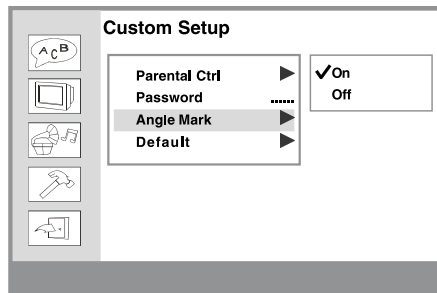 Custom Setup
A C B
Parental Ctrl
Password ......
Angle Mark
Default
On
Off